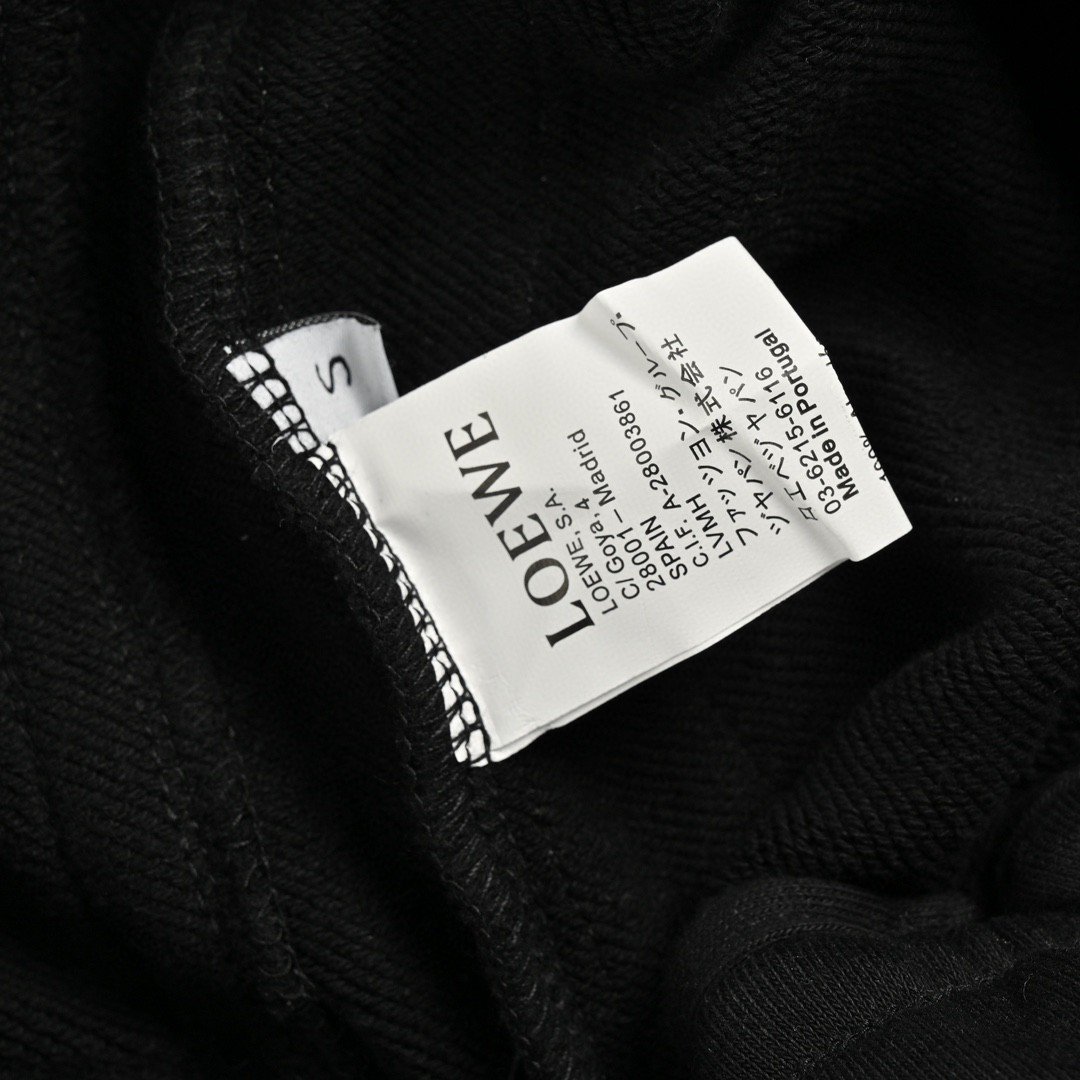 S
LOEWE
LOEWE, S.A.
C/ Goya, 4
28001 – Madrid
SPAIN
C.I.F. A-28003861
LVMH
ファッション・グループ.
ジャパン 株式会社
ロエベジャパン
03-6215-6116
Made in Portugal